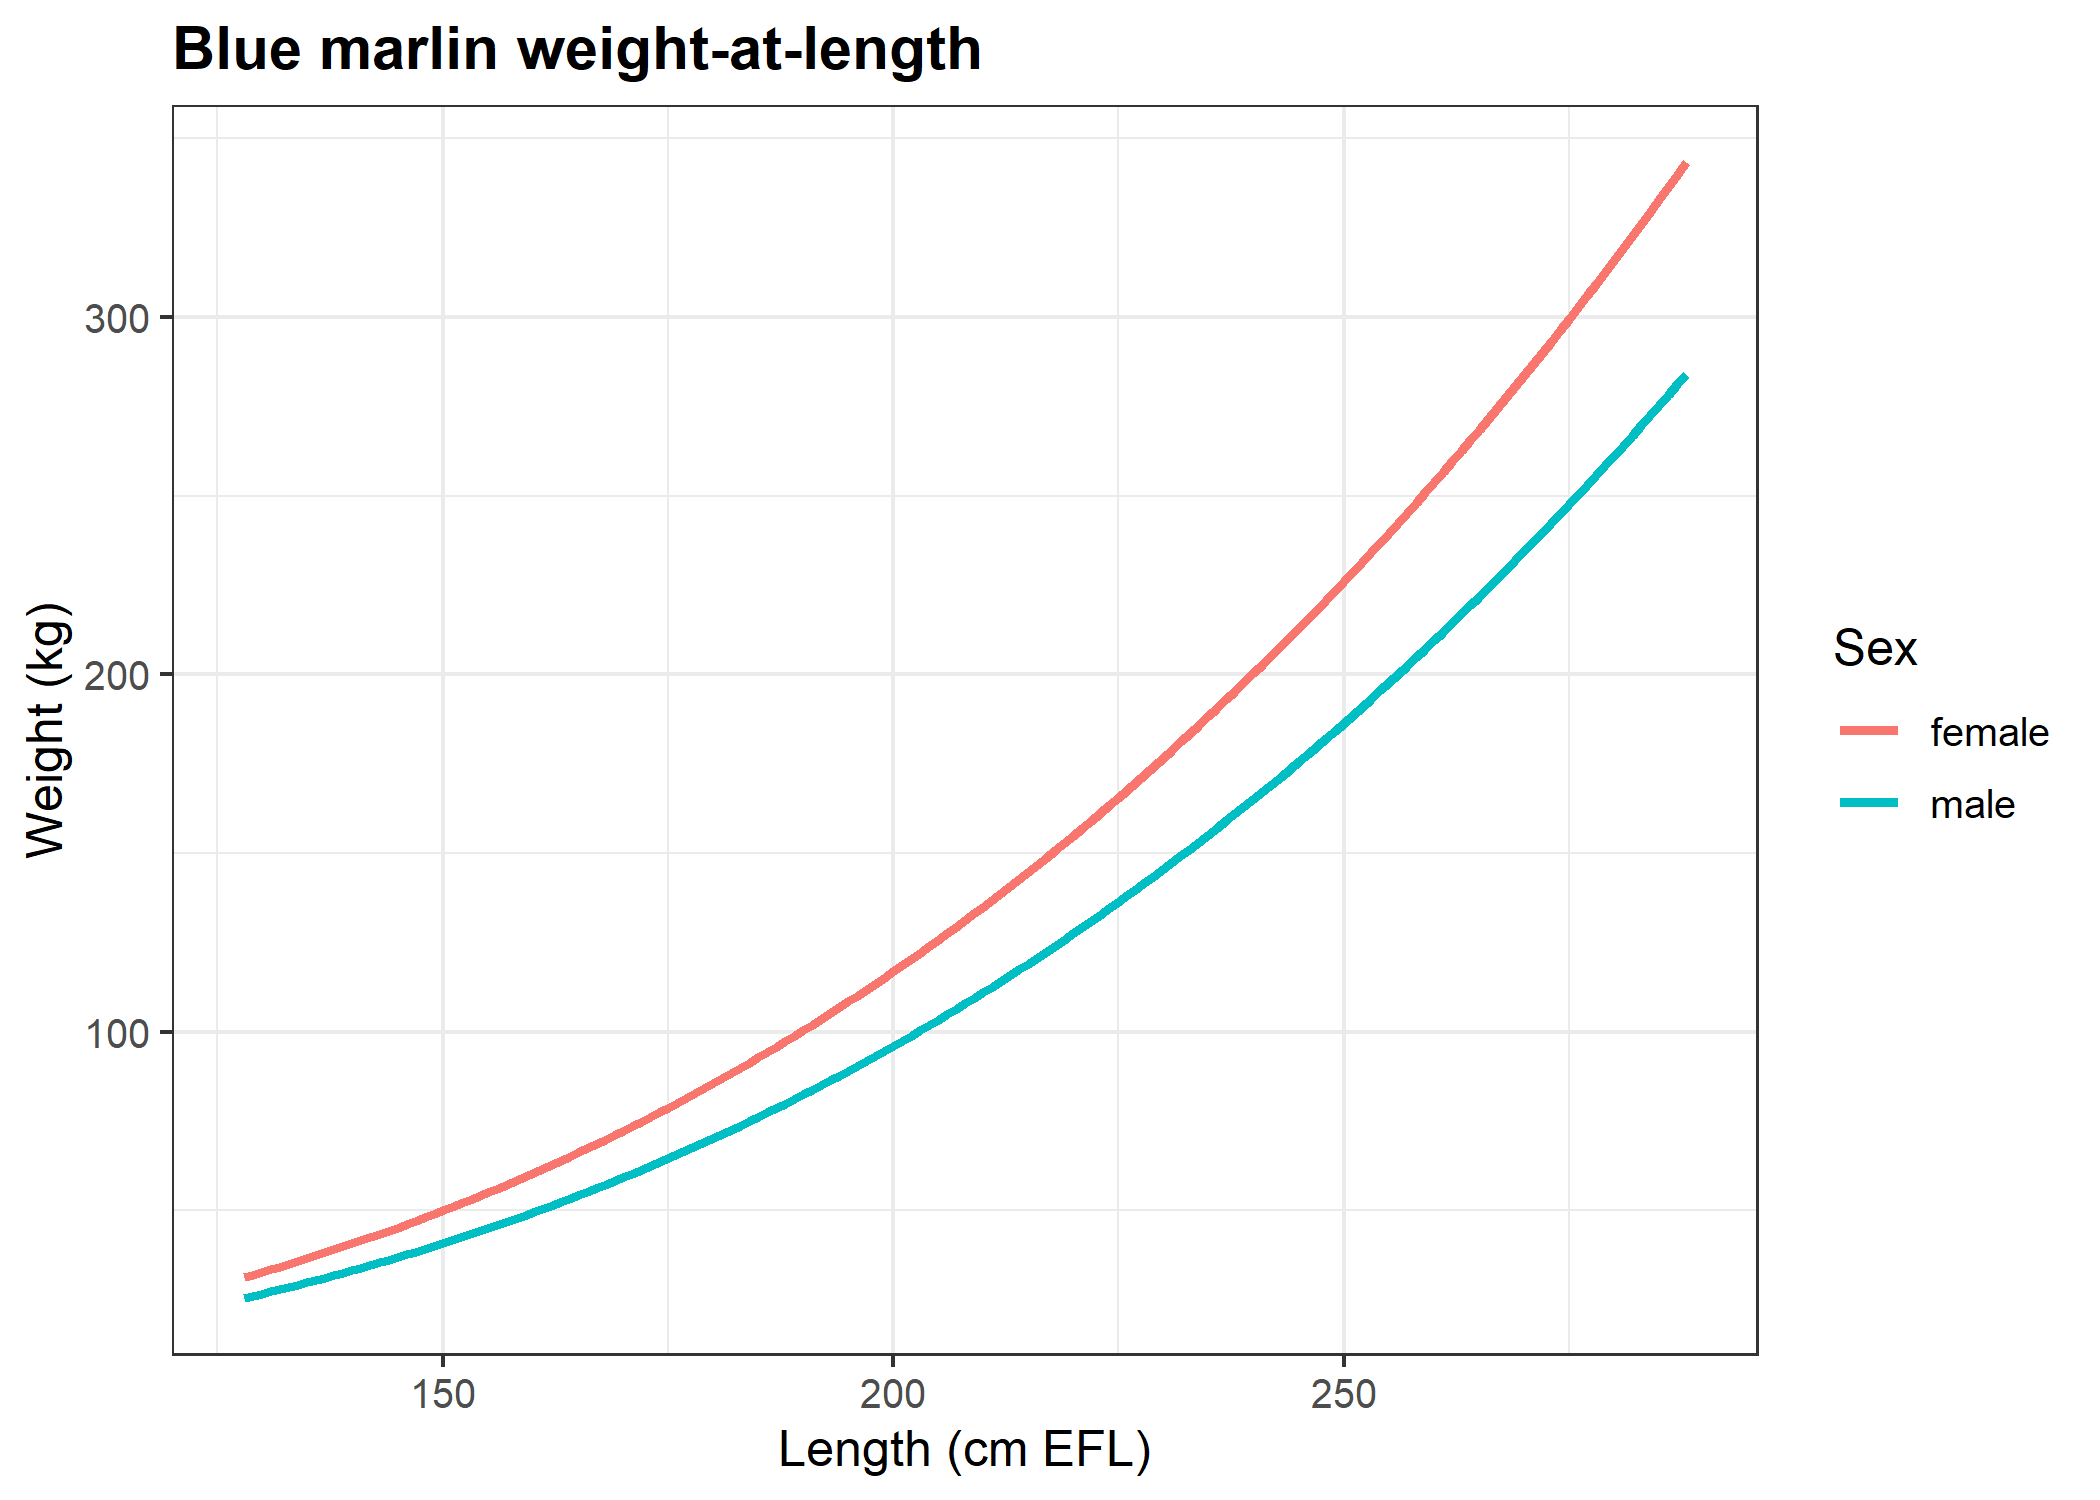 Blue marlin weight-at-length
Weight (kg)
300
200
100
150
200
250
Length (cm EFL)
Sex
female
male